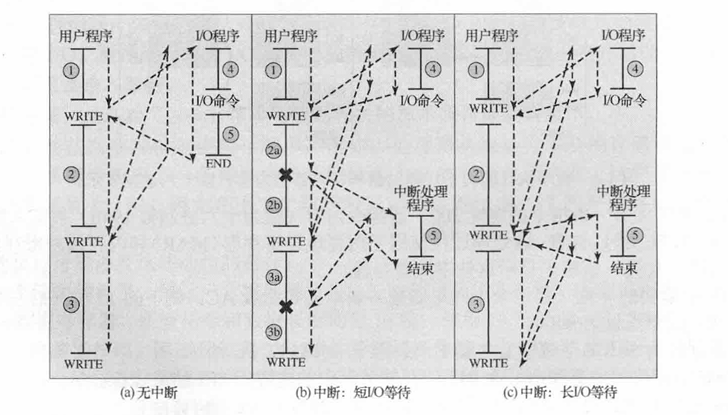 用户程序
I/O程序
①
④
I/O命令
WRITE
⑤
END
②
WRITE
③
WRITE
(a) 无中断
用户程序
I/O程序
①
④
I/O命令
WRITE
2a
2b
中断处理
程序
⑤
WRITE
结束
3a
3b
WRITE
(b) 中断：短I/O等待
用户程序
I/O程序
①
④
I/O命令
WRITE
②
中断处理
程序
⑤
WRITE
结束
③
WRITE
(c) 中断：长I/O等待